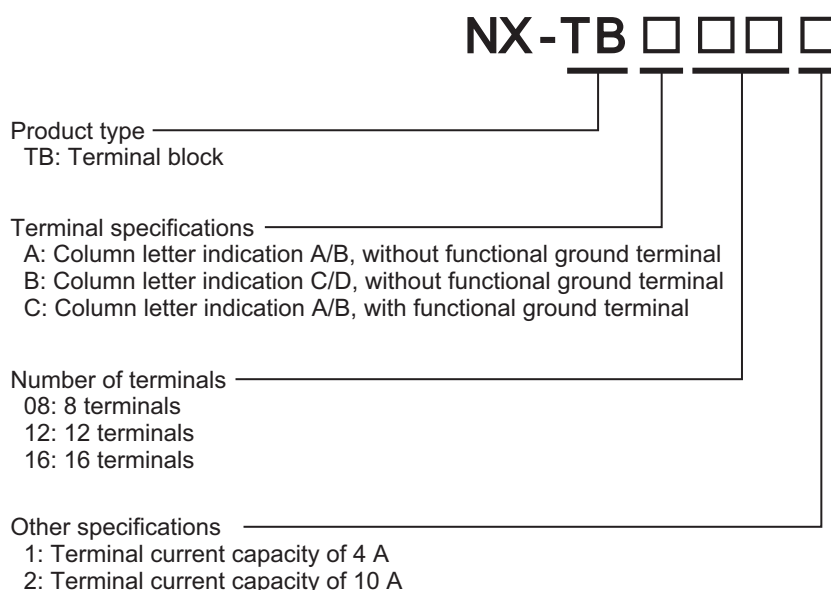 NX-TB □ □□ □
Product type
TB: Terminal block
Terminal specifications
A: Column letter indication A/B, without functional ground terminal
B: Column letter indication C/D, without functional ground terminal
C: Column letter indication A/B, with functional ground terminal
Number of terminals
08: 8 terminals
12: 12 terminals
16: 16 terminals
Other specifications
1: Terminal current capacity of 4 A
2: Terminal current capacity of 10 A